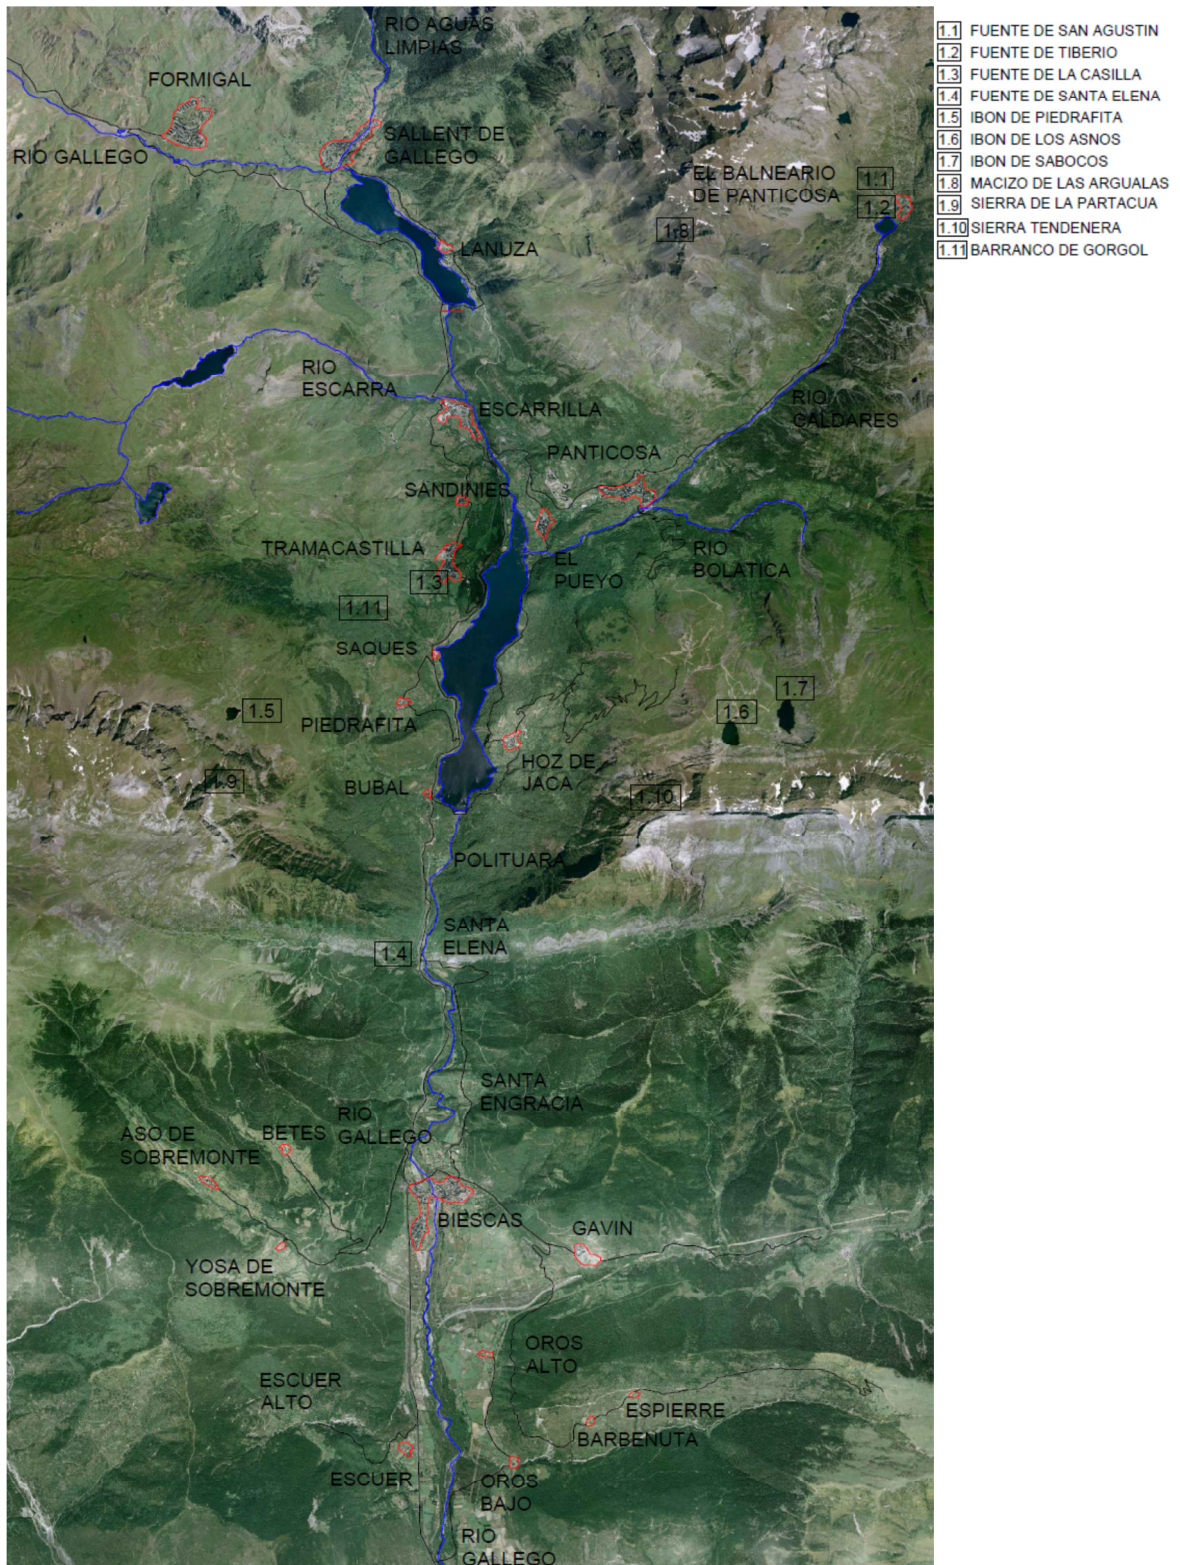 RIO AGUAS
LIMPIAS
FORMIGAL
RIO GALLEGO
SALLENT DE
GALLEGO
EL BALNEARIO
DE PANTICOSA
1.1
1.2
1.8
LANUZA
RIO
ESCARRA
ESCARRILLA
RIO
CALDARES
PANTICOSA
SANDINIES
TRAMACASTILLA
1.3
EL
PUEYO
RIO
BOLATICA
1.11
SAQUES
PIEDRAFITA
1.5
1.7
1.6
HOZ DE
JACA
1.9
BUBAL
1.10
POLITUARA
SANTA
ELENA
1.4
SANTA
ENGRACIA
RIO
GALLEGO
ASO DE
SOBREMONTE
BETES
BIESCAS
GAVIN
YOSA DE
SOBREMONTE
OROS
ALTO
ESCUER
ALTO
ESPIERRE
BARBENUTA
ESCUER
OROS
BAJO
RIO
GALLEGO
1.1 FUENTE DE SAN AGUSTIN
1.2 FUENTE DE TIBERIO
1.3 FUENTE DE LA CASILLA
1.4 FUENTE DE SANTA ELENA
1.5 IBON DE PIEDRAFITA
1.6 IBON DE LOS ASNOS
1.7 IBON DE SABOCOS
1.8 MACIZO DE LAS ARGUALAS
1.9 SIERRA DE LA PARTACUA
1.10 SIERRA TENDENERA
1.11 BARRANCO DE GORGOL